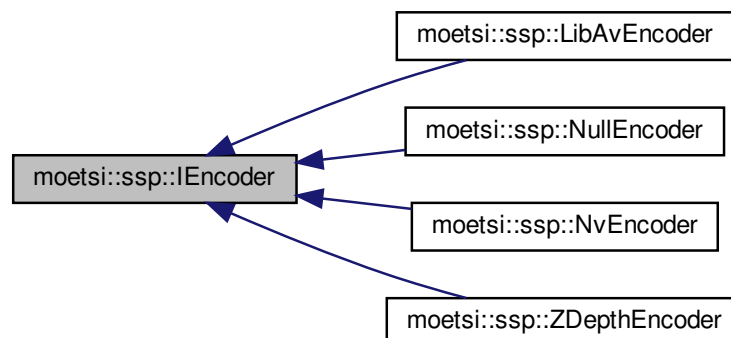 moetsi::ssp::LibAvEncoder
moetsi::ssp::NullEncoder
moetsi::ssp::IEncoder
moetsi::ssp::NvEncoder
moetsi::ssp::ZDepthEncoder